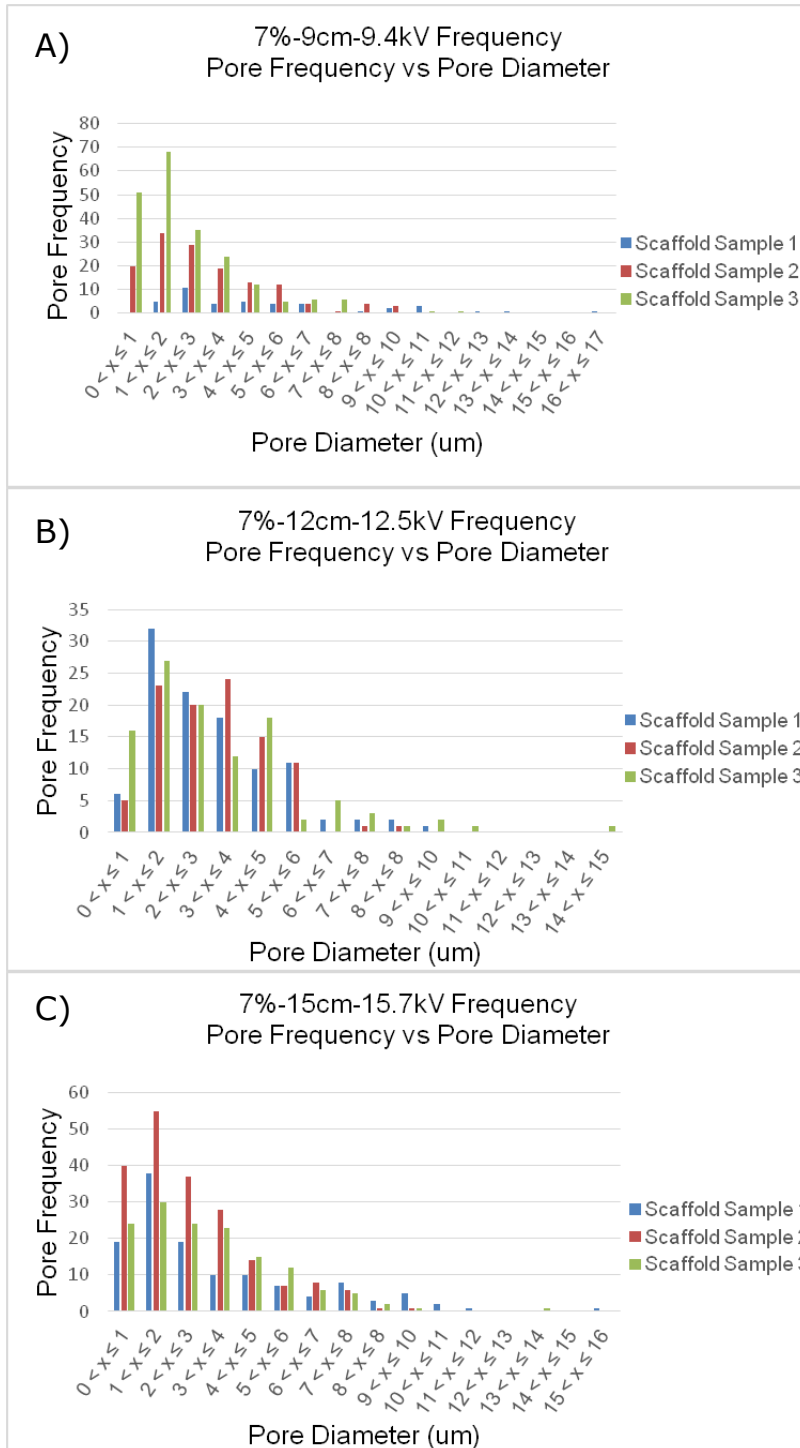 A)
7%-9cm-9.4kV Frequency
Pore Frequency vs Pore Diameter
Pore Frequency
80
70
60
50
40
30
20
10
0
0 < x ≤ 1
1 < x ≤ 2
2 < x ≤ 3
3 < x ≤ 4
4 < x ≤ 5
5 < x ≤ 6
6 < x ≤ 7
7 < x ≤ 8
8 < x ≤ 8
9 < x ≤ 10
10 < x ≤ 11
11 < x ≤ 12
12 < x ≤ 13
13 < x ≤ 14
14 < x ≤ 15
15 < x ≤ 16
16 < x ≤ 17
Pore Diameter (um)
Scaffold Sample 1
Scaffold Sample 2
Scaffold Sample 3
B)
7%-12cm-12.5kV Frequency
Pore Frequency vs Pore Diameter
Pore Frequency
35
30
25
20
15
10
5
0
0 < x ≤ 1
1 < x ≤ 2
2 < x ≤ 3
3 < x ≤ 4
4 < x ≤ 5
5 < x ≤ 6
6 < x ≤ 7
7 < x ≤ 8
8 < x ≤ 8
9 < x ≤ 10
10 < x ≤ 11
11 < x ≤ 12
12 < x ≤ 13
13 < x ≤ 14
14 < x ≤ 15
Pore Diameter (um)
Scaffold Sample 1
Scaffold Sample 2
Scaffold Sample 3
C)
7%-15cm-15.7kV Frequency
Pore Frequency vs Pore Diameter
Pore Frequency
60
50
40
30
20
10
0
0 < x ≤ 1
1 < x ≤ 2
2 < x ≤ 3
3 < x ≤ 4
4 < x ≤ 5
5 < x ≤ 6
6 < x ≤ 7
7 < x ≤ 8
8 < x ≤ 8
9 < x ≤ 10
10 < x ≤ 11
11 < x ≤ 12
12 < x ≤ 13
13 < x ≤ 14
14 < x ≤ 15
15 < x ≤ 16
Pore Diameter (um)
Scaffold Sample 1
Scaffold Sample 2
Scaffold Sample 3